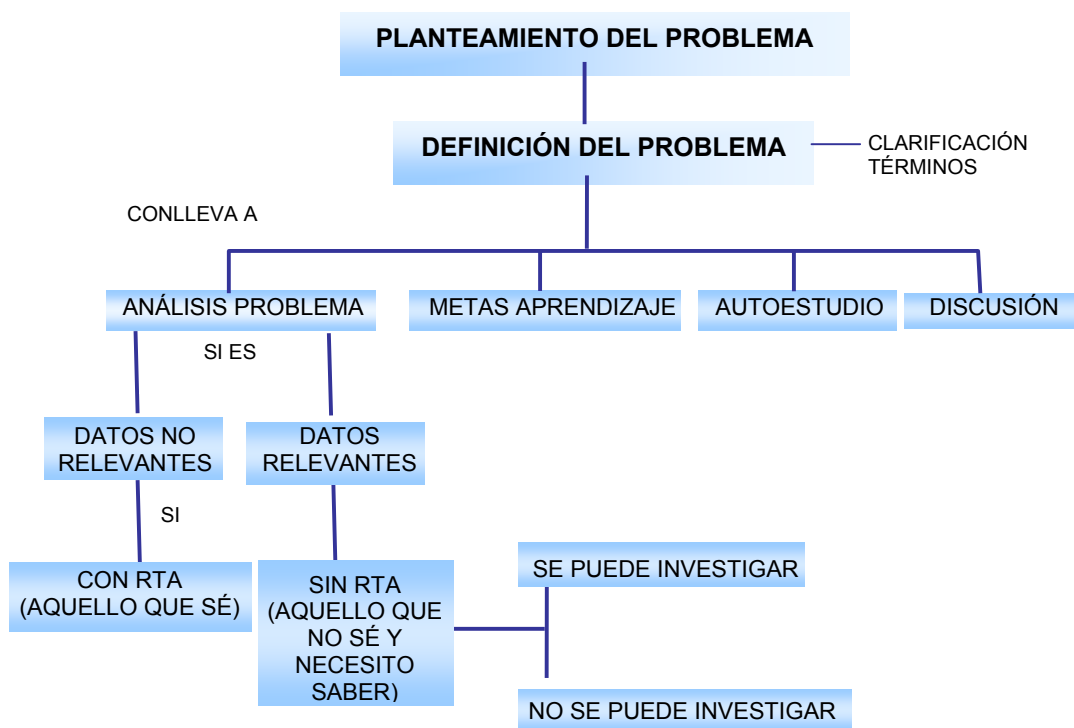 PLANTEAMIENTO DEL PROBLEMA
DEFINICIÓN DEL PROBLEMA
CLARIFICACIÓN
TÉRMINOS
CONLLEVA A
ANÁLISIS PROBLEMA
METAS APRENDIZAJE
AUTOESTUDIO
DISCUSIÓN
SI ES
DATOS NO
RELEVANTES
DATOS
RELEVANTES
SI
CON RTA
(AQUELLO QUE SÉ)
SIN RTA
(AQUELLO QUE
NO SÉ Y
NECESITO
SABER)
SE PUEDE INVESTIGAR
NO SE PUEDE INVESTIGAR